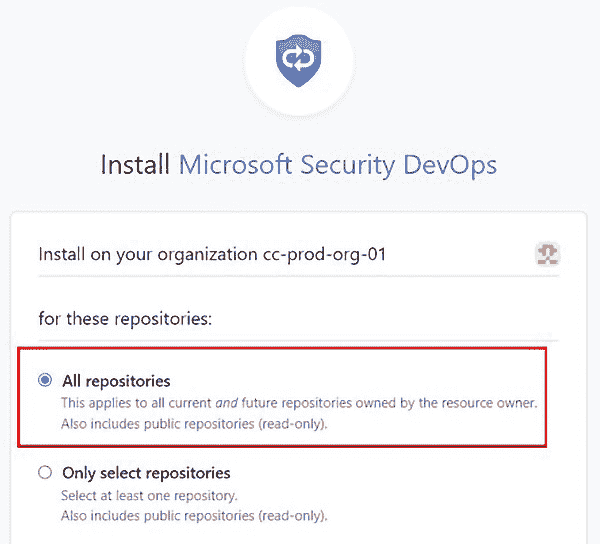 Install Microsoft Security DevOps
Install on your organization cc-prod-org-01
for these repositories:
All repositories
This applies to all current and future repositories owned by the resource owner.
Also includes public repositories (read-only).
Only select repositories
Select at least one repository.
Also includes public repositories (read-only).